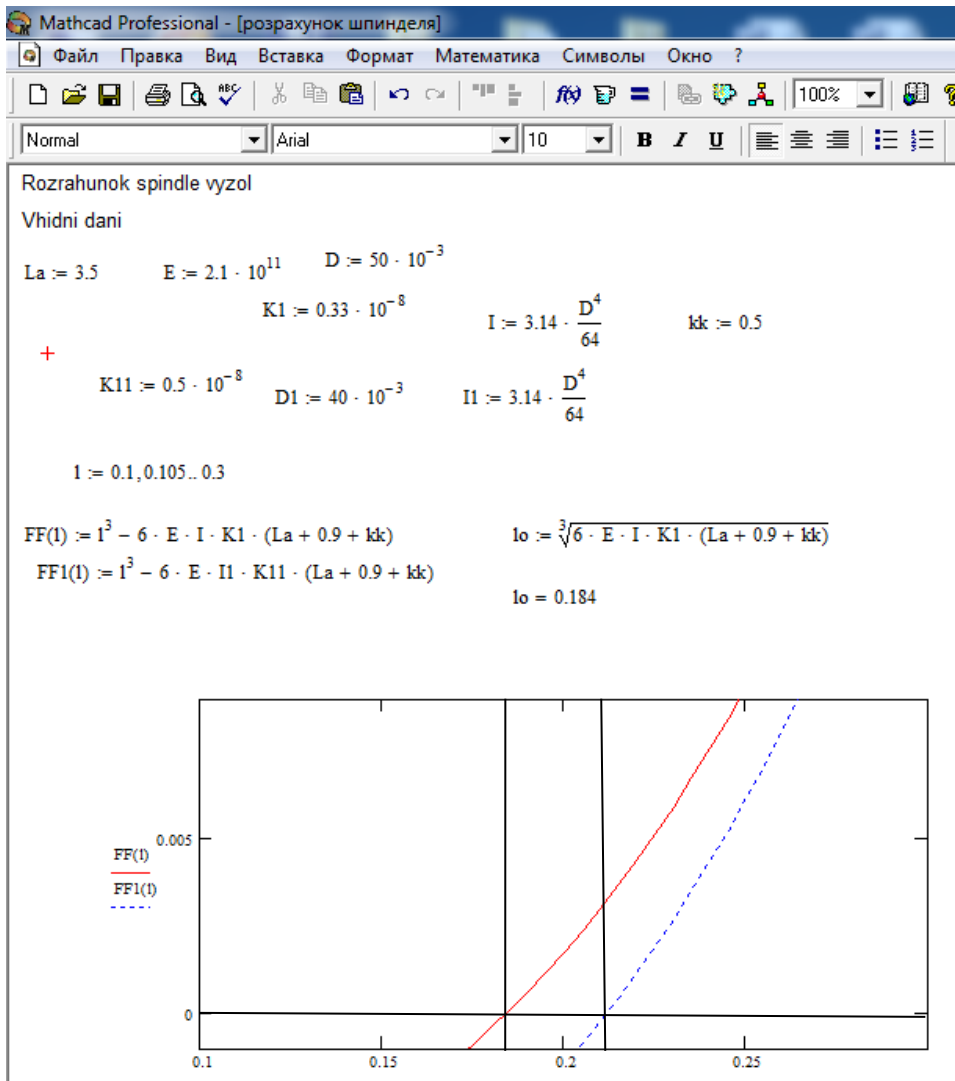 Mathcad Professional - [розрахунок шпинделя]
Файл Правка Вид Вставка Формат Математика Символы Окно ?
100%
Normal Arial 10 B I U
Rozrahunok spindle vyzol
Vhidni dani
La := 3.5 E := 2.1 · 10^11 D := 50 · 10^-3
K1 := 0.33 · 10^-8 I := 3.14 · D^4/64 kk := 0.5
K11 := 0.5 · 10^-8 D1 := 40 · 10^-3 I1 := 3.14 · D^4/64
l := 0.1,0.105.. 0.3
FF(l) := l^3 − 6 · E · I · K1 · (La + 0.9 + kk) lo := ∛(6 · E · I · K1 · (La + 0.9 + kk))
FF1(l) := l^3 − 6 · E · I1 · K11 · (La + 0.9 + kk)
lo = 0.184
0.005
FF(l)
FF1(l)
0
0.1 0.15 0.2 0.25